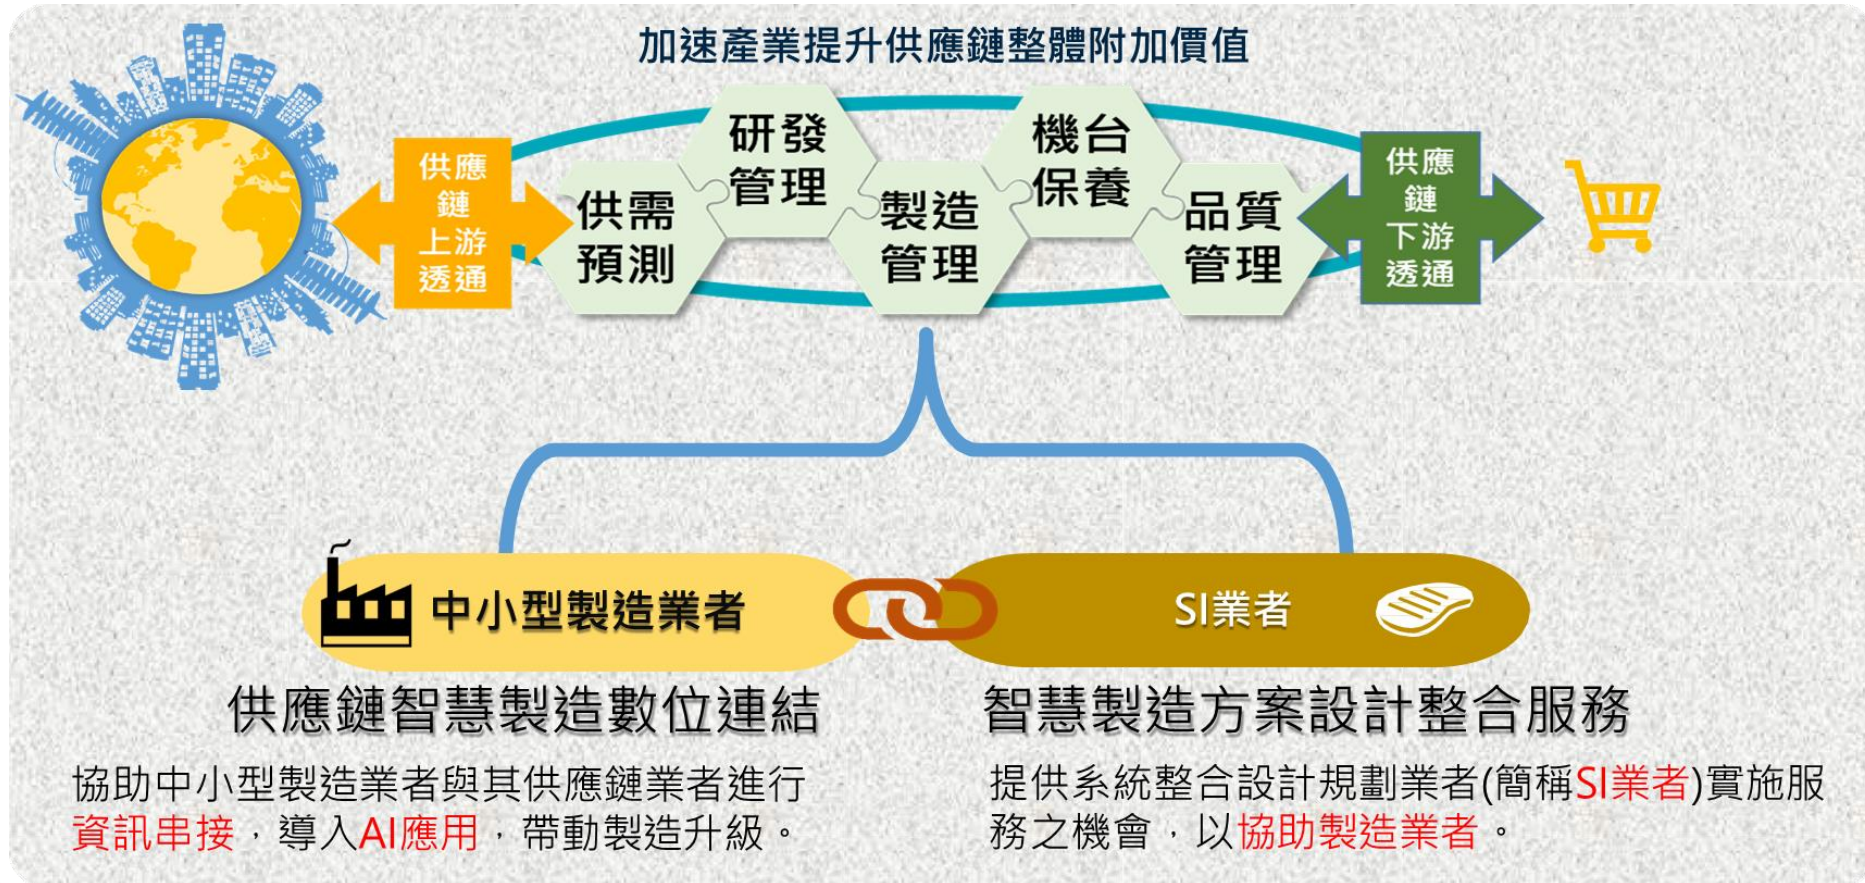 加速產業提升供應鏈整體附加價值
供應
鏈
上游
透通
供需
預測
研發
管理
製造
管理
機台
保養
品質
管理
供應
鏈
下游
透通
中小型製造業者
SI業者
供應鏈智慧製造數位連結
智慧製造方案設計整合服務
協助中小型製造業者與其供應鏈業者進行
資訊串接，導入AI應用，帶動製造升級。
提供系統整合設計規劃業者(簡稱SI業者)實施服
務之機會，以協助製造業者。